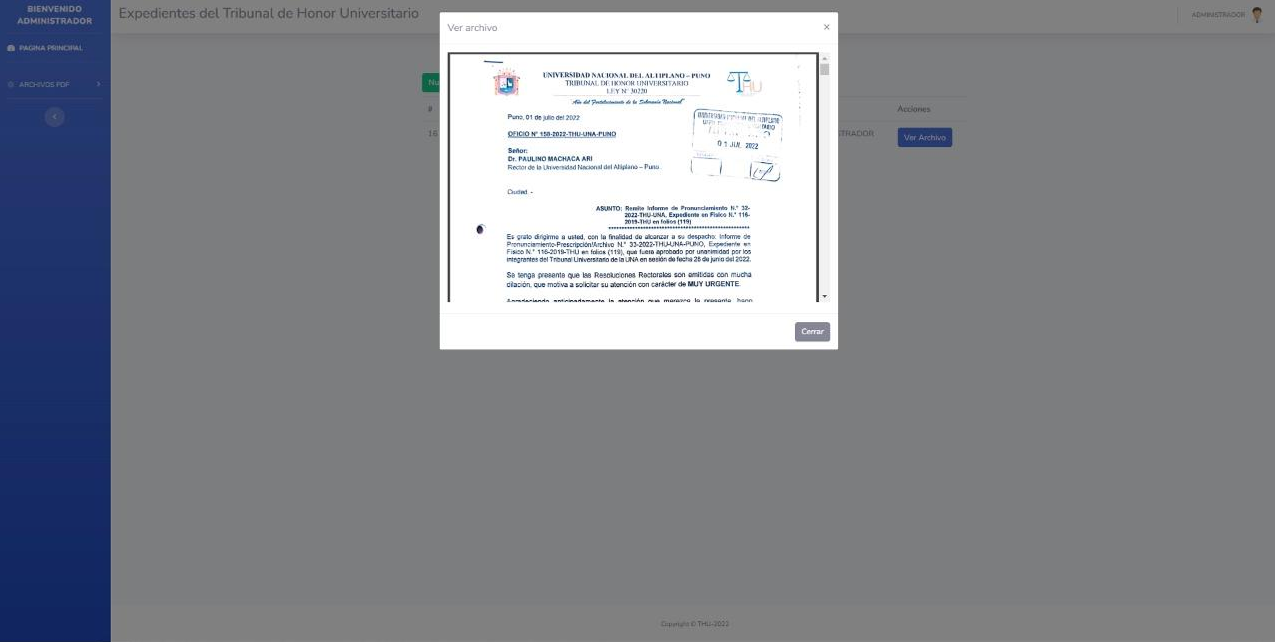 BIENVENIDO
ADMINISTRADOR
PAGINA PRINCIPAL
ARCHIVOS PDF
Expedientes del Tribunal de Honor Universitario
ADMINISTRADOR
Nu
#
Acciones
16
TRADOR
Ver Archivo
Ver archivo
×
UNIVERSIDAD NACIONAL DEL ALTIPLANO – PUNO
TRIBUNAL DE HONOR UNIVERSITARIO
LEY N° 30220
"Año del Fortalecimiento de la Soberanía Nacional"
THU
Puno, 01 de julio del 2022
OFICIO N° 158-2022-THU-UNA-PUNO
01 JUL. 2022
Señor:
Dr. PAULINO MACHACA ARI
Rector de la Universidad Nacional del Altiplano – Puno.
Ciudad. -
ASUNTO: Remite Informe de Pronunciamiento N.° 32-
2022-THU-UNA, Expediente en Físico N.° 116-
2019-THU en folios (119)
Es grato dirigirme a usted, con la finalidad de alcanzar a su despacho: Informe de
Pronunciamiento-Prescripción/Archivo N.° 33-2022-THU-UNA-PUNO, Expediente en
Físico N.° 116-2019-THU en folios (119), que fuera aprobado por unanimidad por los
integrantes del Tribunal Universitario de la UNA en sesión de fecha 28 de junio del 2022.
Se tenga presente que las Resoluciones Rectorales son emitidas con mucha
dilación, que motiva a solicitar su atención con carácter de MUY URGENTE.
Agradeciendo anticipadamente la atención que merezca la presente, hago
Cerrar
Copyright © THU-2023